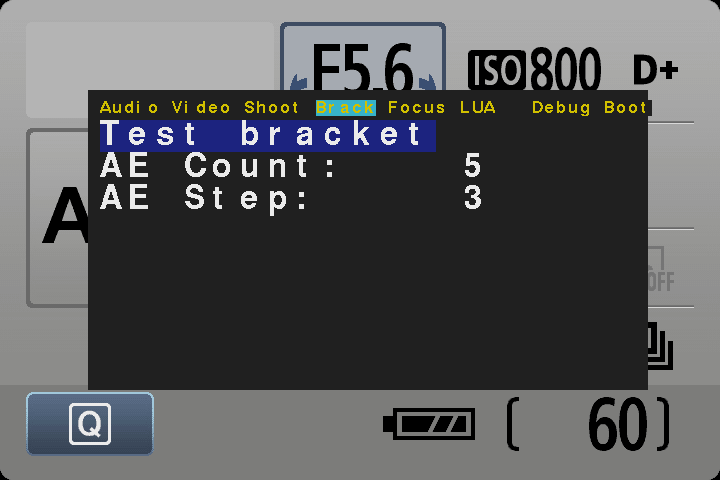 F5.6 ISO 800 D+
Audio Video Shoot Brack Focus LUA Debug Boot
Test bracket
A
AE Count: 5
AE Step: 3
OFF
Q [ 60]